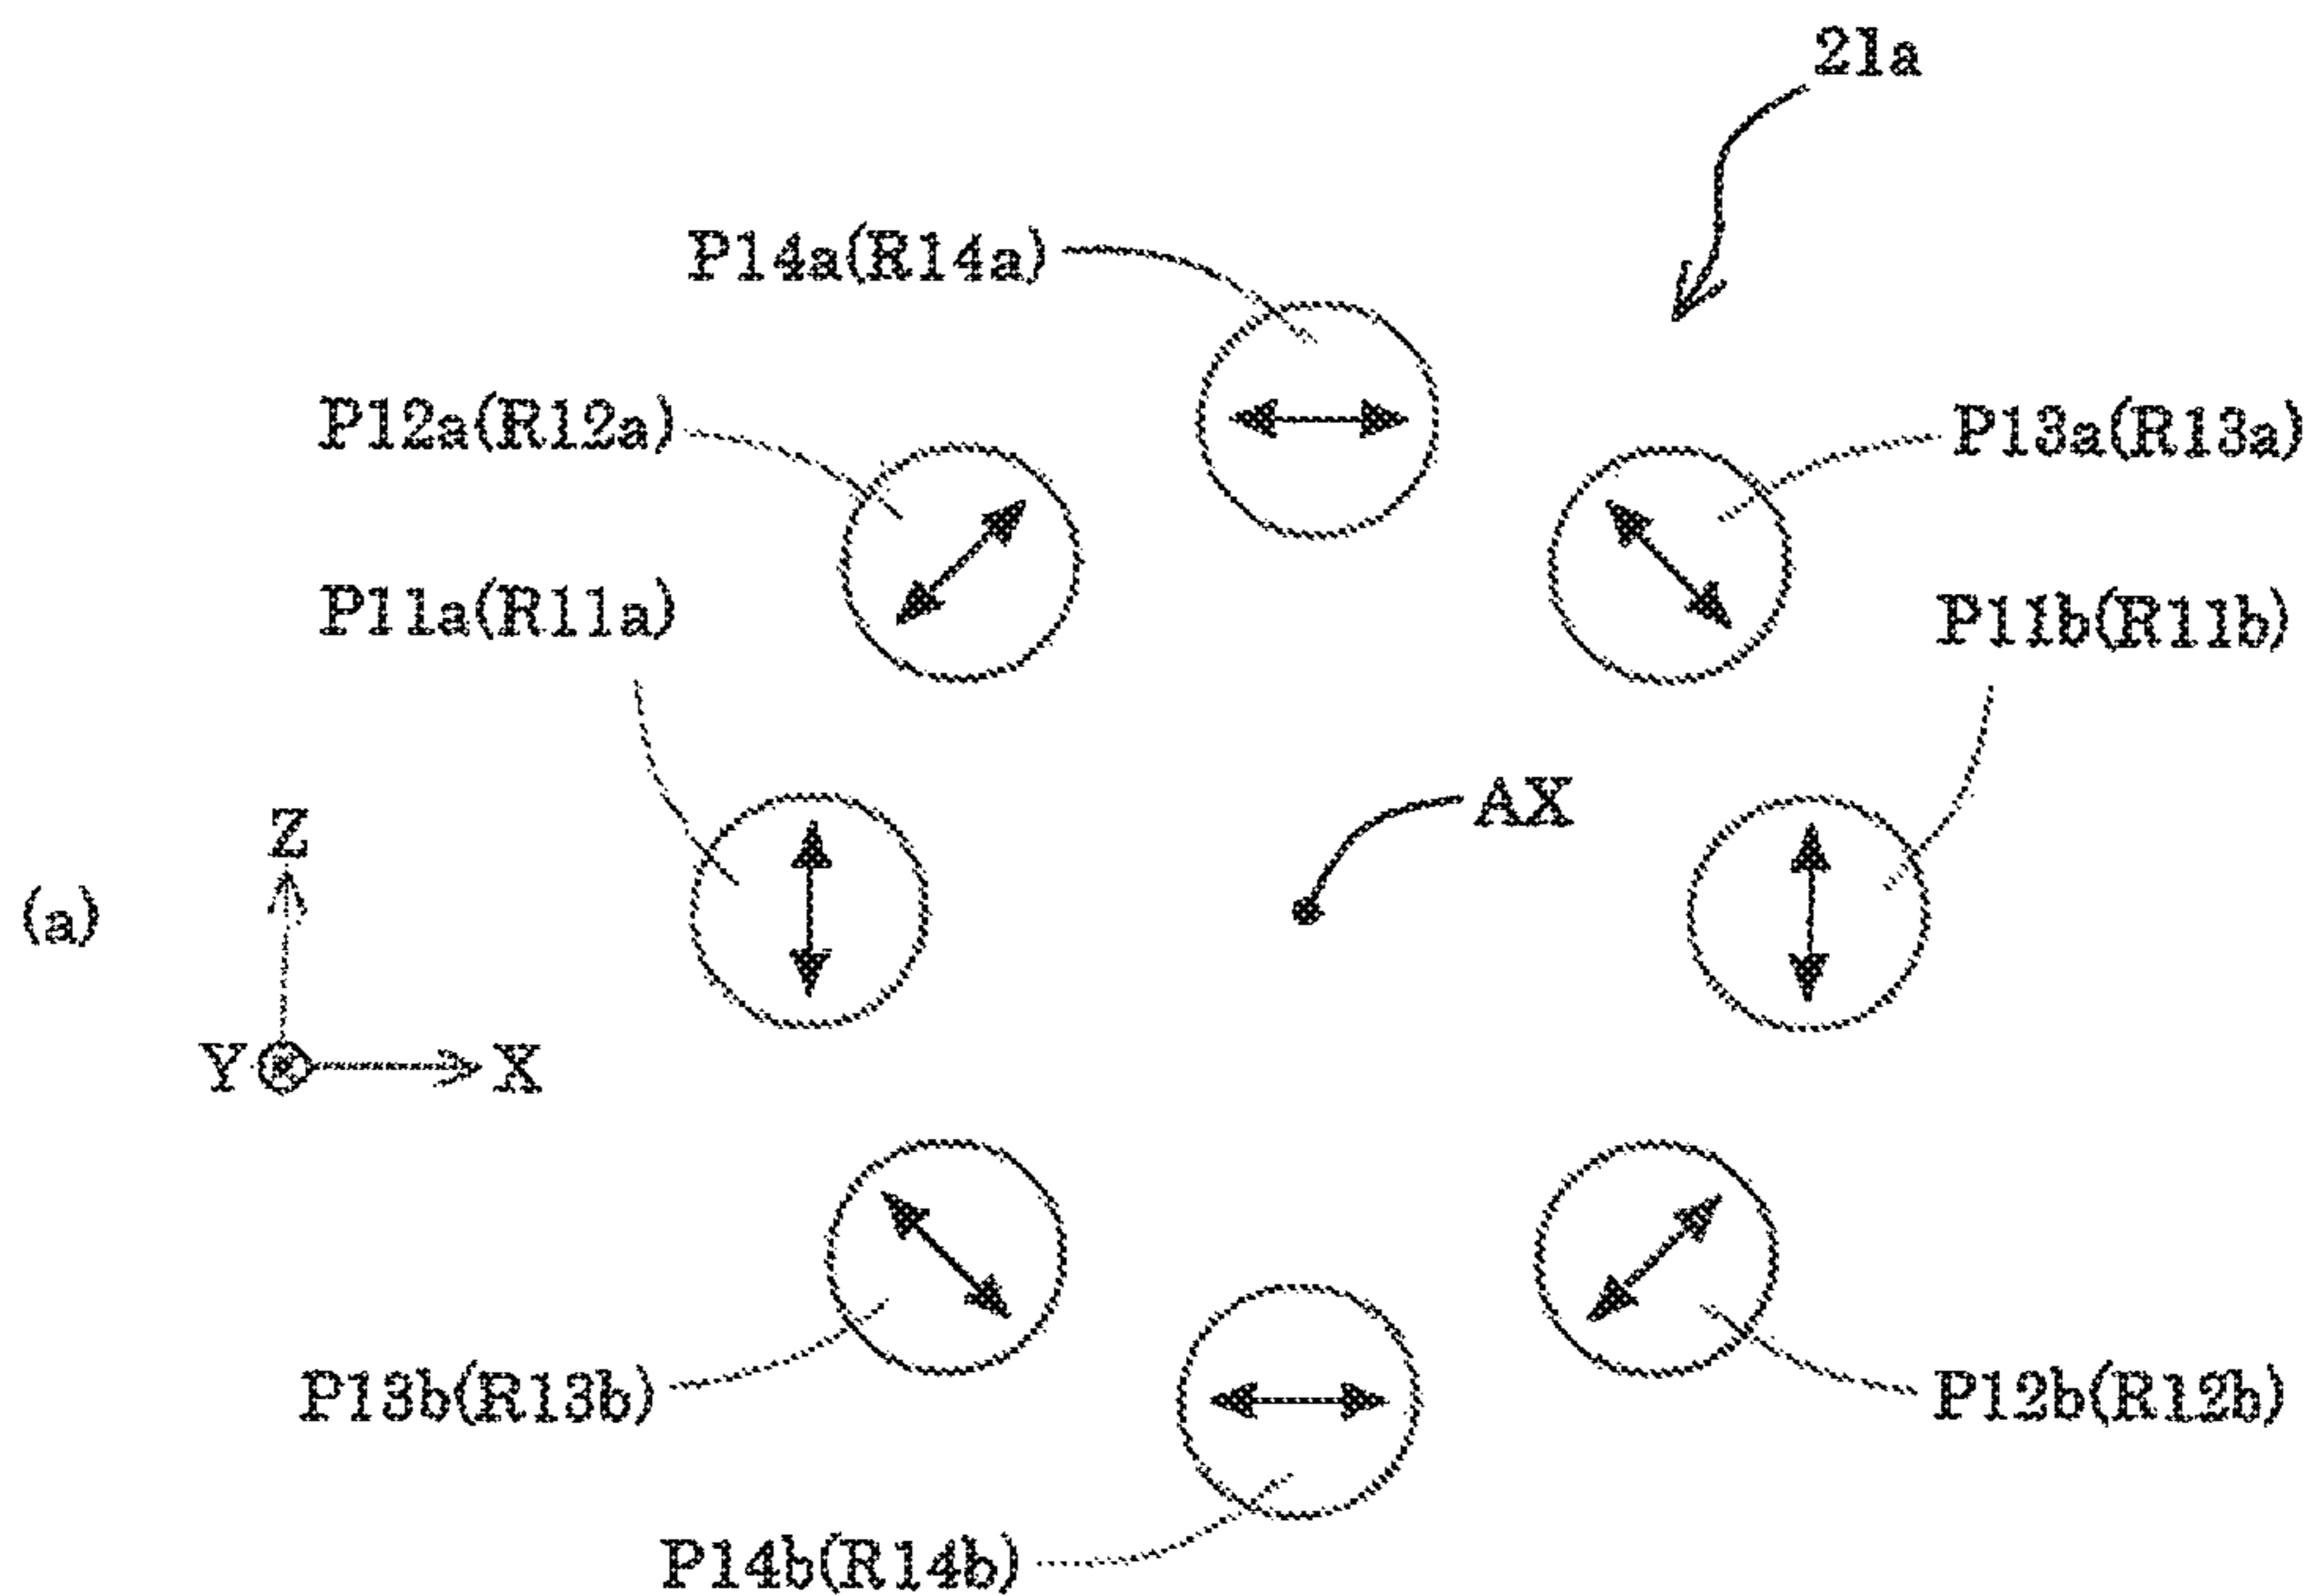 21a
P14a(R14a)
P12a(R12a)
P13a(R13a)
P11a(R11a)
P11b(R11b)
AX
Z
(a)
Y
X
P13b(R13b)
P12b(R12b)
P14b(R14b)